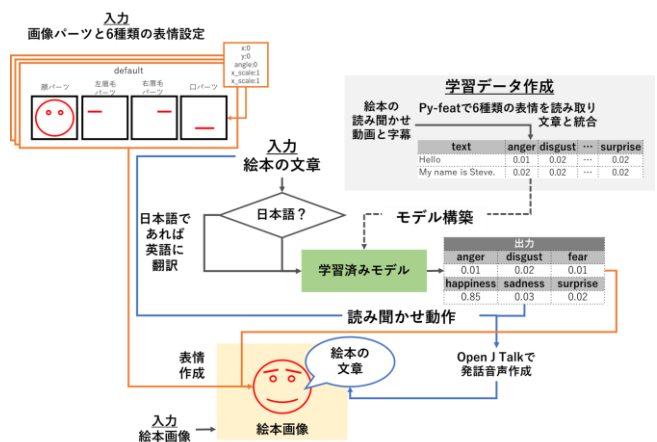 入力
画像パーツと6種類の表情設定
x:0
y:0
angle:0
x_scale:1
x_scale:1
default
顔パーツ
左眉毛
パーツ
右眉毛
パーツ
口パーツ
学習データ作成
絵本の
読み聞かせ
動画と字幕
Py-featで6種類の表情を読み取り
文章と統合
text anger disgust … surprise
Hello 0.01 0.02 … 0.02
My name is Steve. 0.02 0.02 … 0.02
入力
絵本の文章
日本語?
日本語で
あれば
英語に
翻訳
モデル構築
学習済みモデル
出力
anger disgust fear
0.01 0.02 0.01
happiness sadness surprise
0.85 0.03 0.02
読み聞かせ動作
表情
作成
絵本の
文章
Open J Talkで
発話音声作成
入力
絵本画像
絵本画像